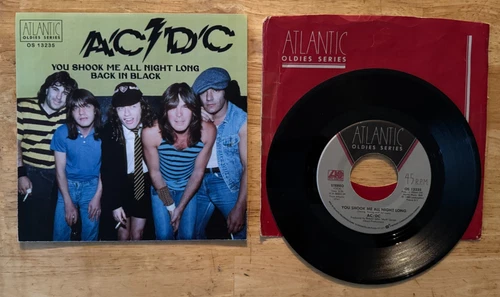 ATLANTIC
OLDIES SERIES
OS 13235
AC DC
YOU SHOOK ME ALL NIGHT LONG
BACK IN BLACK
ATLANTIC
OLDIES SERIES
ATLANTIC
OLDIES SERIES
YOU SHOOK ME ALL NIGHT LONG
AC/DC